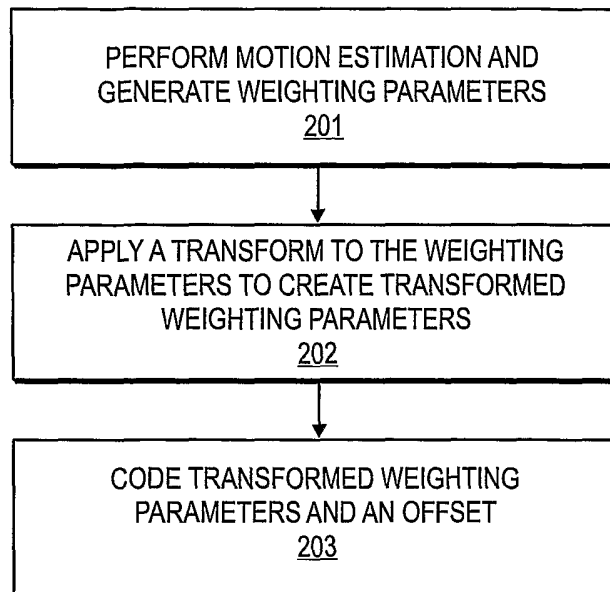 PERFORM MOTION ESTIMATION AND
GENERATE WEIGHTING PARAMETERS
201
APPLY A TRANSFORM TO THE WEIGHTING
PARAMETERS TO CREATE TRANSFORMED
WEIGHTING PARAMETERS
202
CODE TRANSFORMED WEIGHTING
PARAMETERS AND AN OFFSET
203